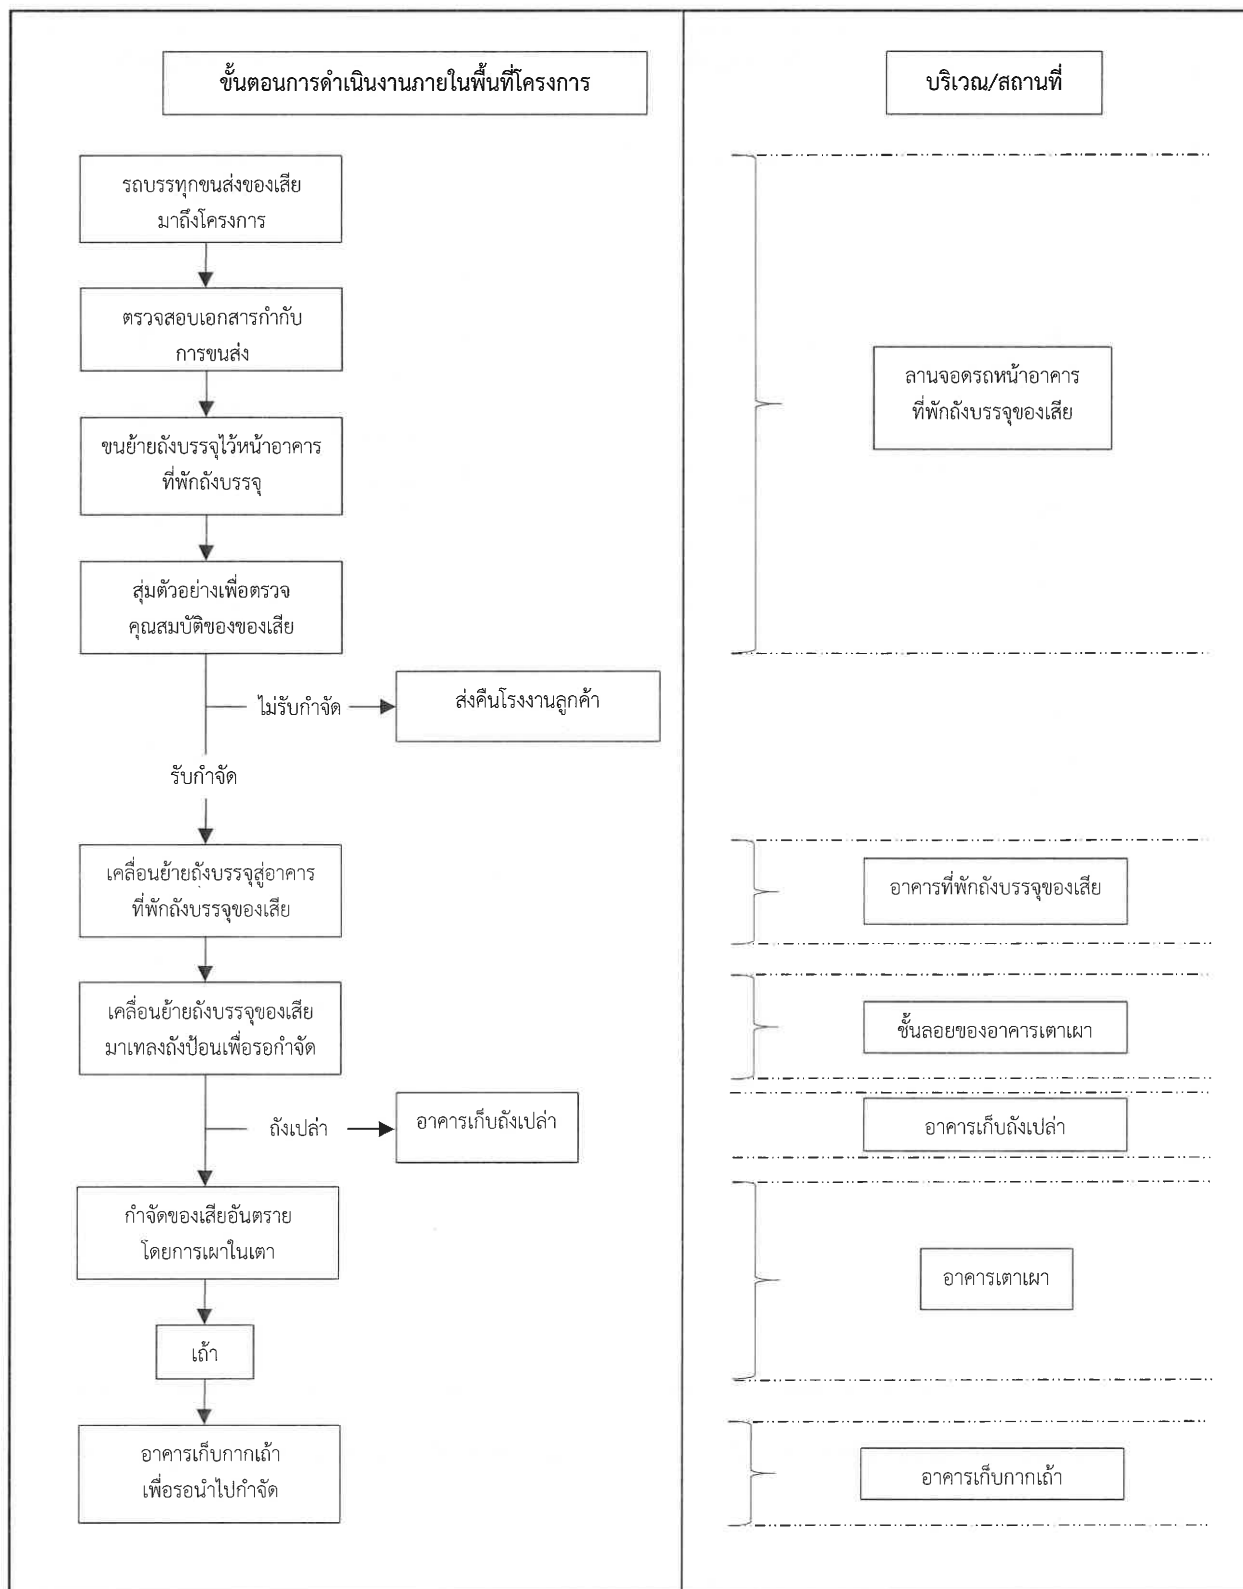 ขั้นตอนการดำเนินงานภายในพื้นที่โครงการ
บริเวณ/สถานที่
รถบรรทุกขนส่งของเสีย
มาถึงโครงการ
ตรวจสอบเอกสารกำกับ
การขนส่ง
ขนย้ายถังบรรจุไว้หน้าอาคาร
ที่พักถังบรรจุ
สุ่มตัวอย่างเพื่อตรวจ
คุณสมบัติของของเสีย
ลานจอดรถหน้าอาคาร
ที่พักถังบรรจุของเสีย
ไม่รับกำจัด
ส่งคืนโรงงานลูกค้า
รับกำจัด
เคลื่อนย้ายถังบรรจุสู่อาคาร
ที่พักถังบรรจุของเสีย
อาคารที่พักถังบรรจุของเสีย
เคลื่อนย้ายถังบรรจุของเสีย
มาเทลงถังป้อนเพื่อรอกำจัด
ชั้นลอยของอาคารเตาเผา
ถังเปล่า
อาคารเก็บถังเปล่า
อาคารเก็บถังเปล่า
กำจัดของเสียอันตราย
โดยการเผาในเตา
อาคารเตาเผา
เถ้า
อาคารเก็บกากเถ้า
เพื่อรอนำไปกำจัด
อาคารเก็บกากเถ้า